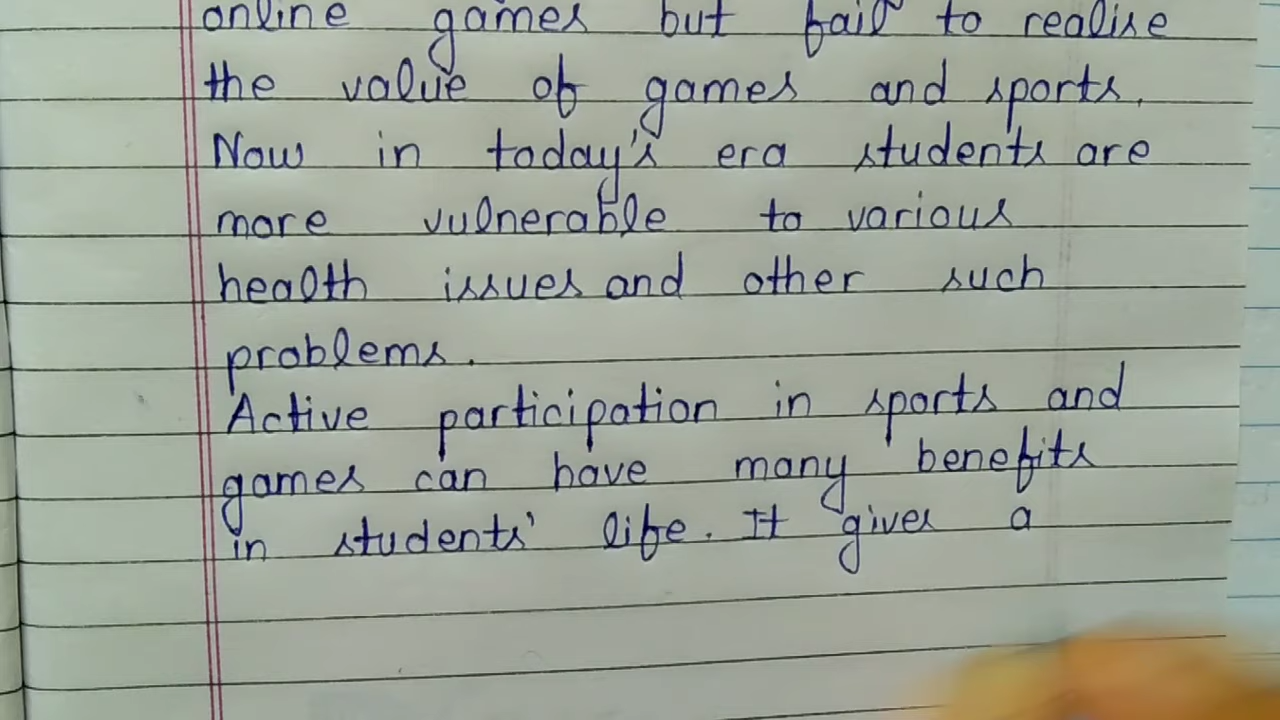 online games but fail to realise
the value of games and sports.
Now in today's era students are
more vulnerable to various
health issues and other such
problems.
Active participation in sports and
games can have many benefits
in students' life. It gives a